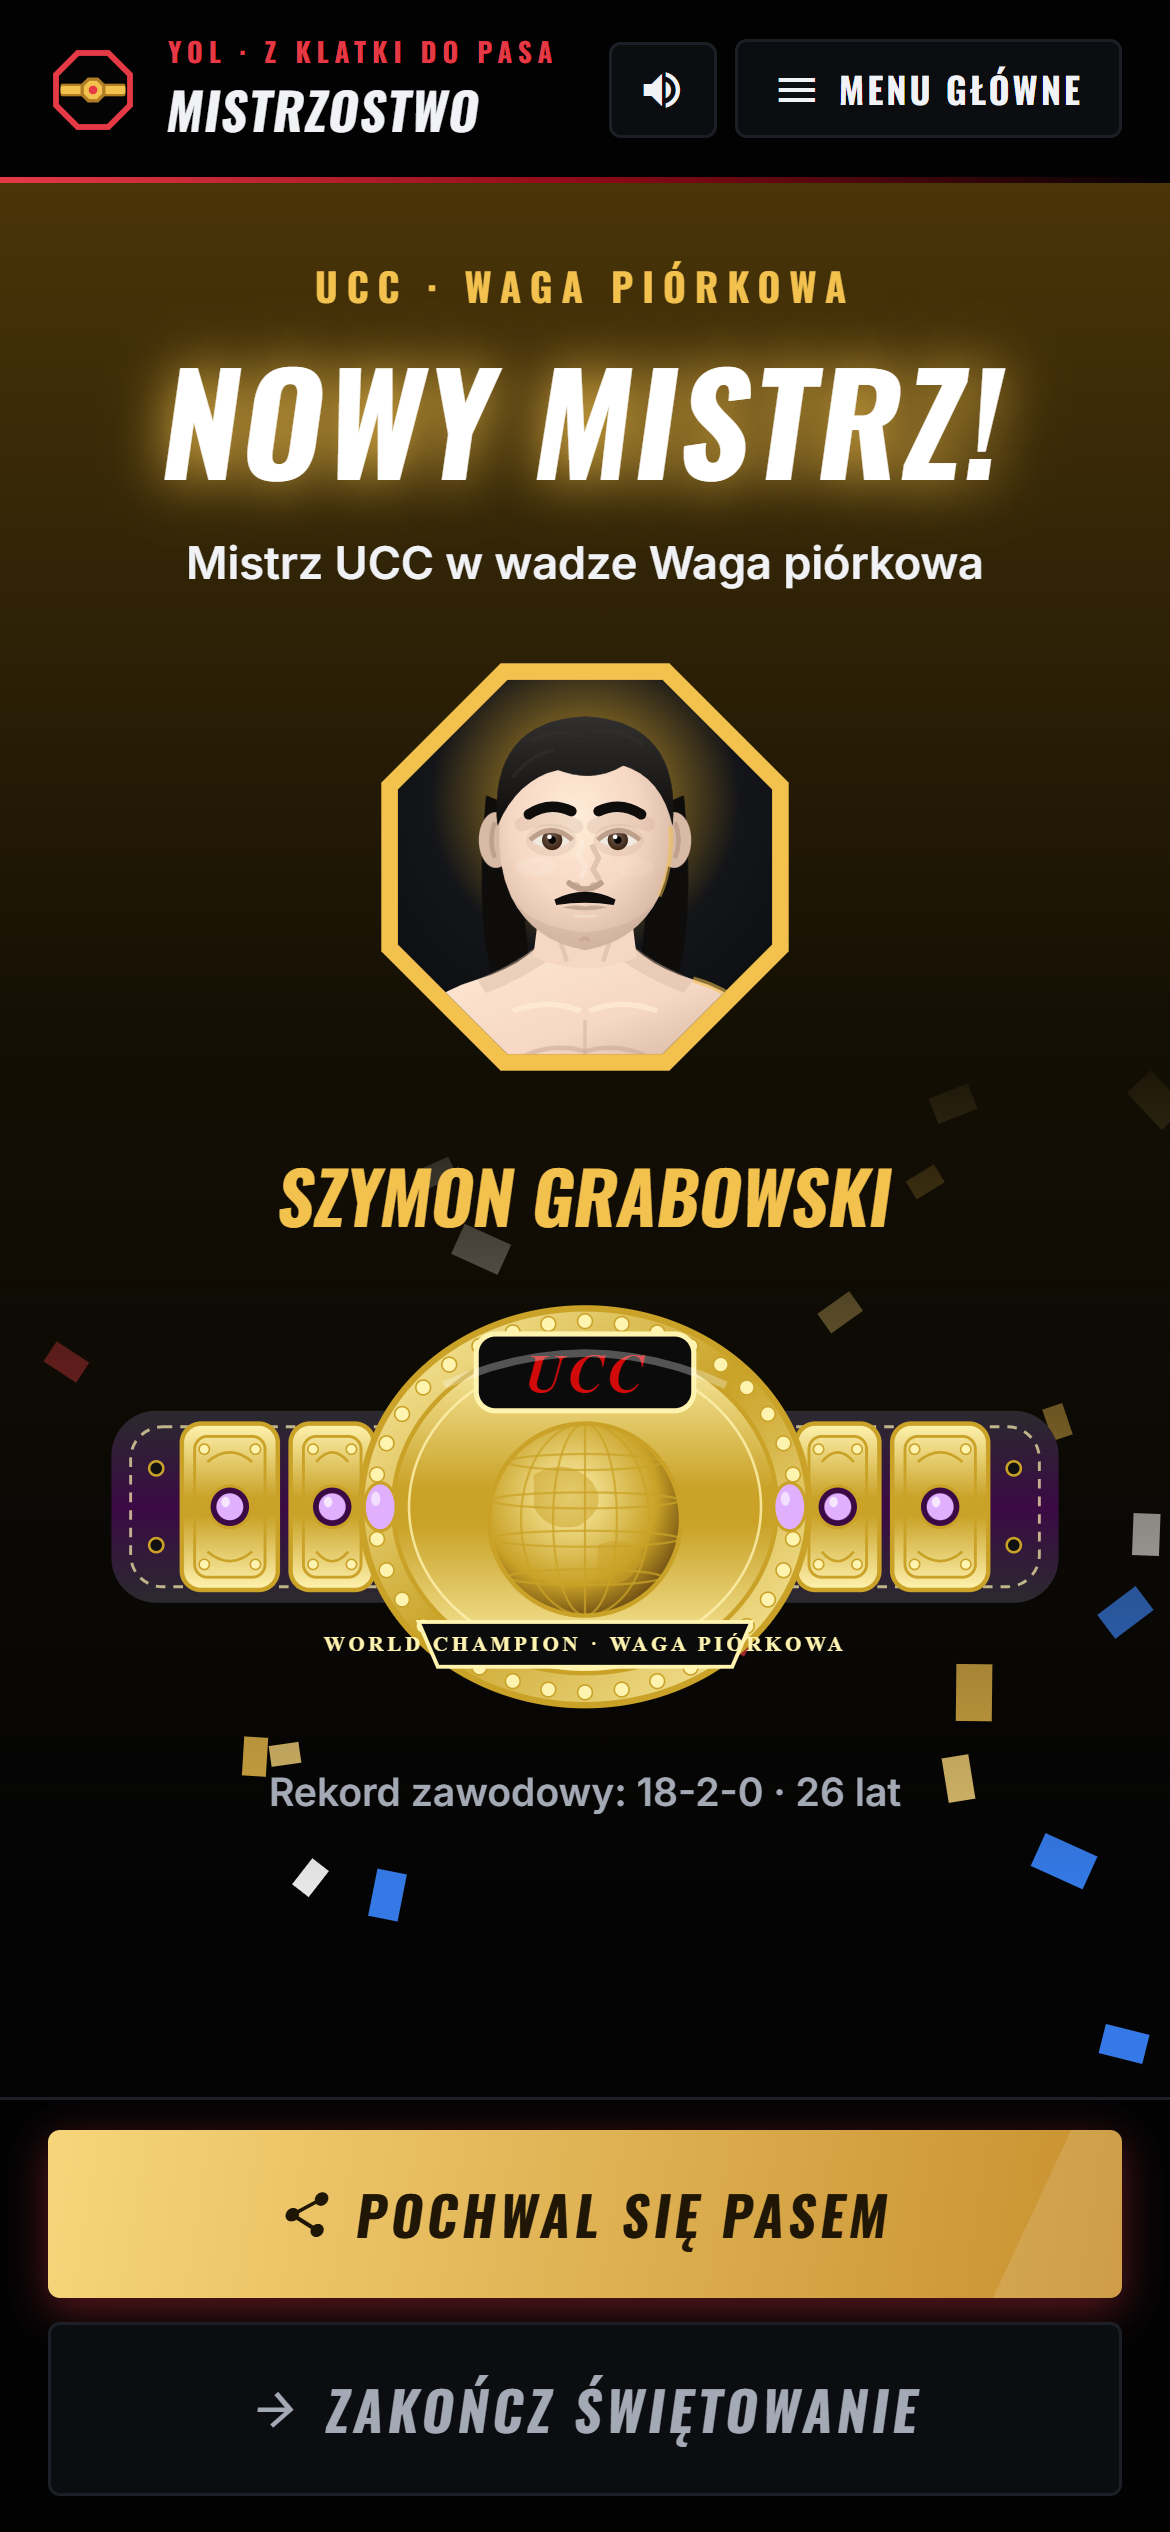 YOL · Z KLATKI DO PASA
MISTRZOSTWO
MENU GŁÓWNE
UCC · WAGA PIÓRKOWA
NOWY MISTRZ!
Mistrz UCC w wadze Waga piórkowa
SZYMON GRABOWSKI
UCC
WORLD CHAMPION · WAGA PIÓRKOWA
Rekord zawodowy: 18-2-0 · 26 lat
POCHWAL SIĘ PASEM
ZAKOŃCZ ŚWIĘTOWANIE